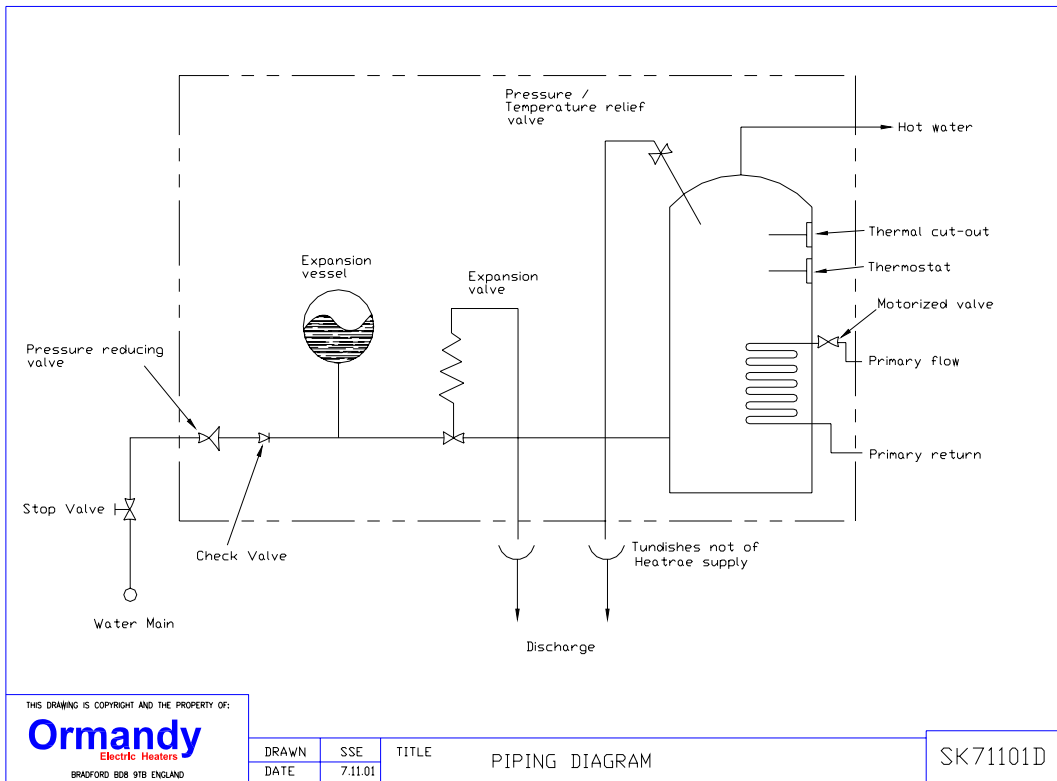 Pressure /
Temperature relief
valve
Hot water
Thermal cut-out
Thermostat
Expansion
vessel
Expansion
valve
Motorized valve
Pressure reducing
valve
Primary flow
Primary return
Stop Valve
Check Valve
Tundishes not of
Heatrae supply
Water Main
Discharge
THIS DRAWING IS COPYRIGHT AND THE PROPERTY OF:
Ormandy
Electric Heaters
BRADFORD BD8 9TB ENGLAND
DRAWN SSE TITLE
DATE 7.11.01
PIPING DIAGRAM
SK71101D